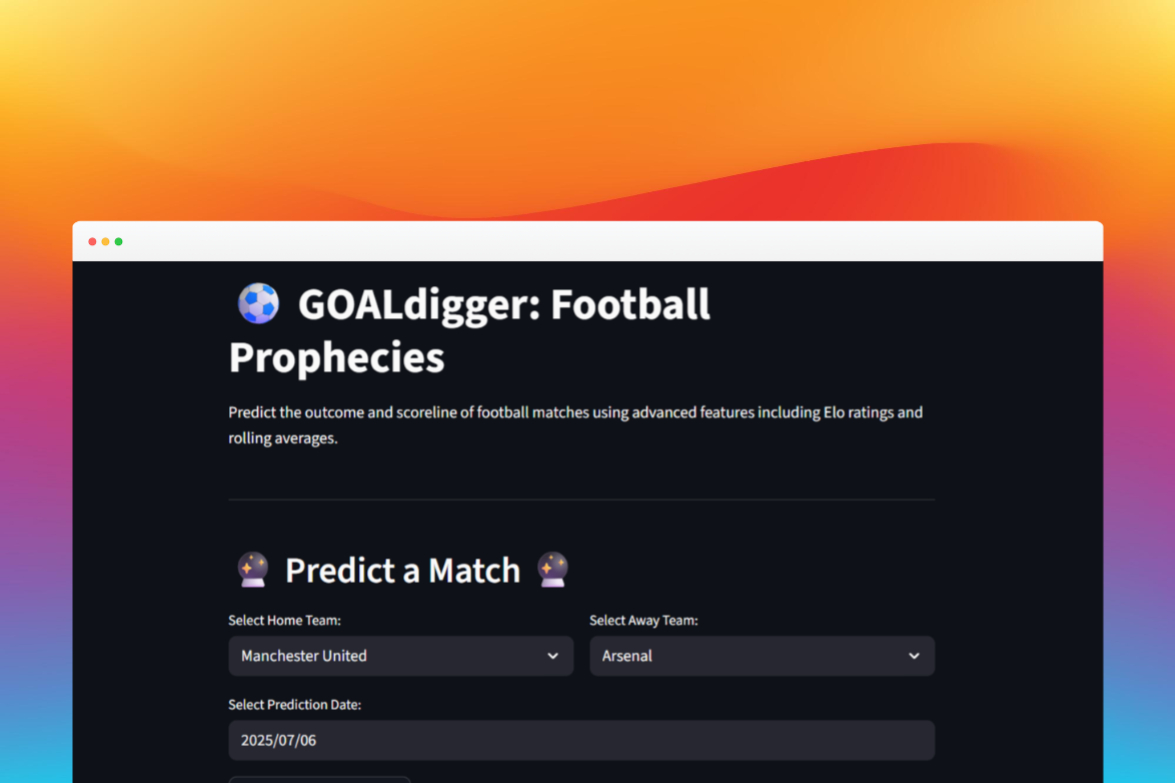 ⚽ GOALdigger: Football
Prophecies
Predict the outcome and scoreline of football matches using advanced features including Elo ratings and
rolling averages.
🔮 Predict a Match 🔮
Select Home Team:
Select Away Team:
Manchester United
Arsenal
Select Prediction Date:
2025/07/06